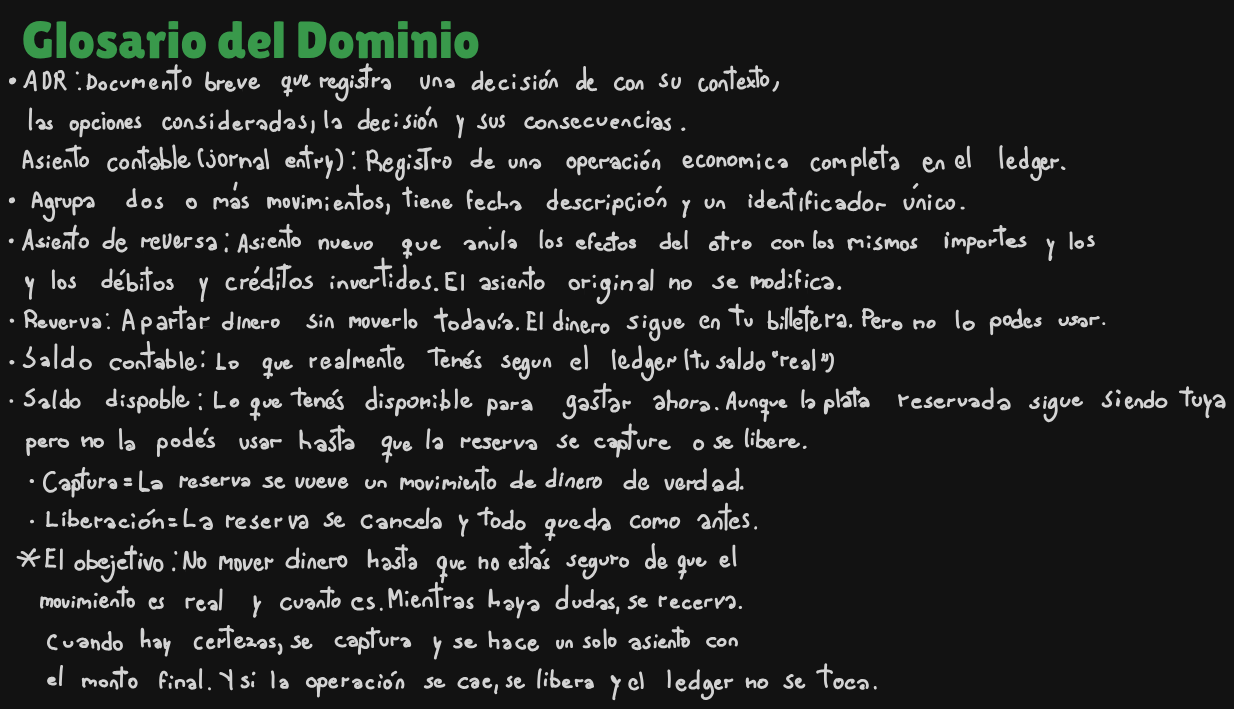 Glosario del Dominio
• ADR: Documento breve que registra una decisión de con su contexto,
las opciones consideradas, la decisión y sus consecuencias.
Asiento contable (jornal entry): Registro de una operación economica completa en el ledger.
• Agrupa dos o más movimientos, tiene fecha descripción y un identificador único.
• Asiento de reversa: Asiento nuevo que anula los efectos del otro con los mismos importes y los
y los débitos y créditos invertidos. El asiento original no se modifica.
• Reverva: Apartar dinero sin moverlo todavía. El dinero sigue en tu billetera. Pero no lo podes usar.
• Saldo contable: Lo que realmente tenés segun el ledger (tu saldo "real")
• Saldo dispoble: Lo que tenés disponible para gastar ahora. Aunque la plata reservada sigue siendo tuya
pero no la podés usar hasta que la reserva se capture o se libere.
• Captura = La reserva se vueve un movimiento de dinero de verdad.
• Liberación = La reserva se cancela y todo queda como antes.
* El obejetivo: No mover dinero hasta que no estás seguro de que el
movimiento es real y cuanto es. Mientras haya dudas, se recerva.
Cuando hay certezas, se captura y se hace un solo asiento con
el monto final. Y si la operación se cae, se libera y el ledger no se toca.